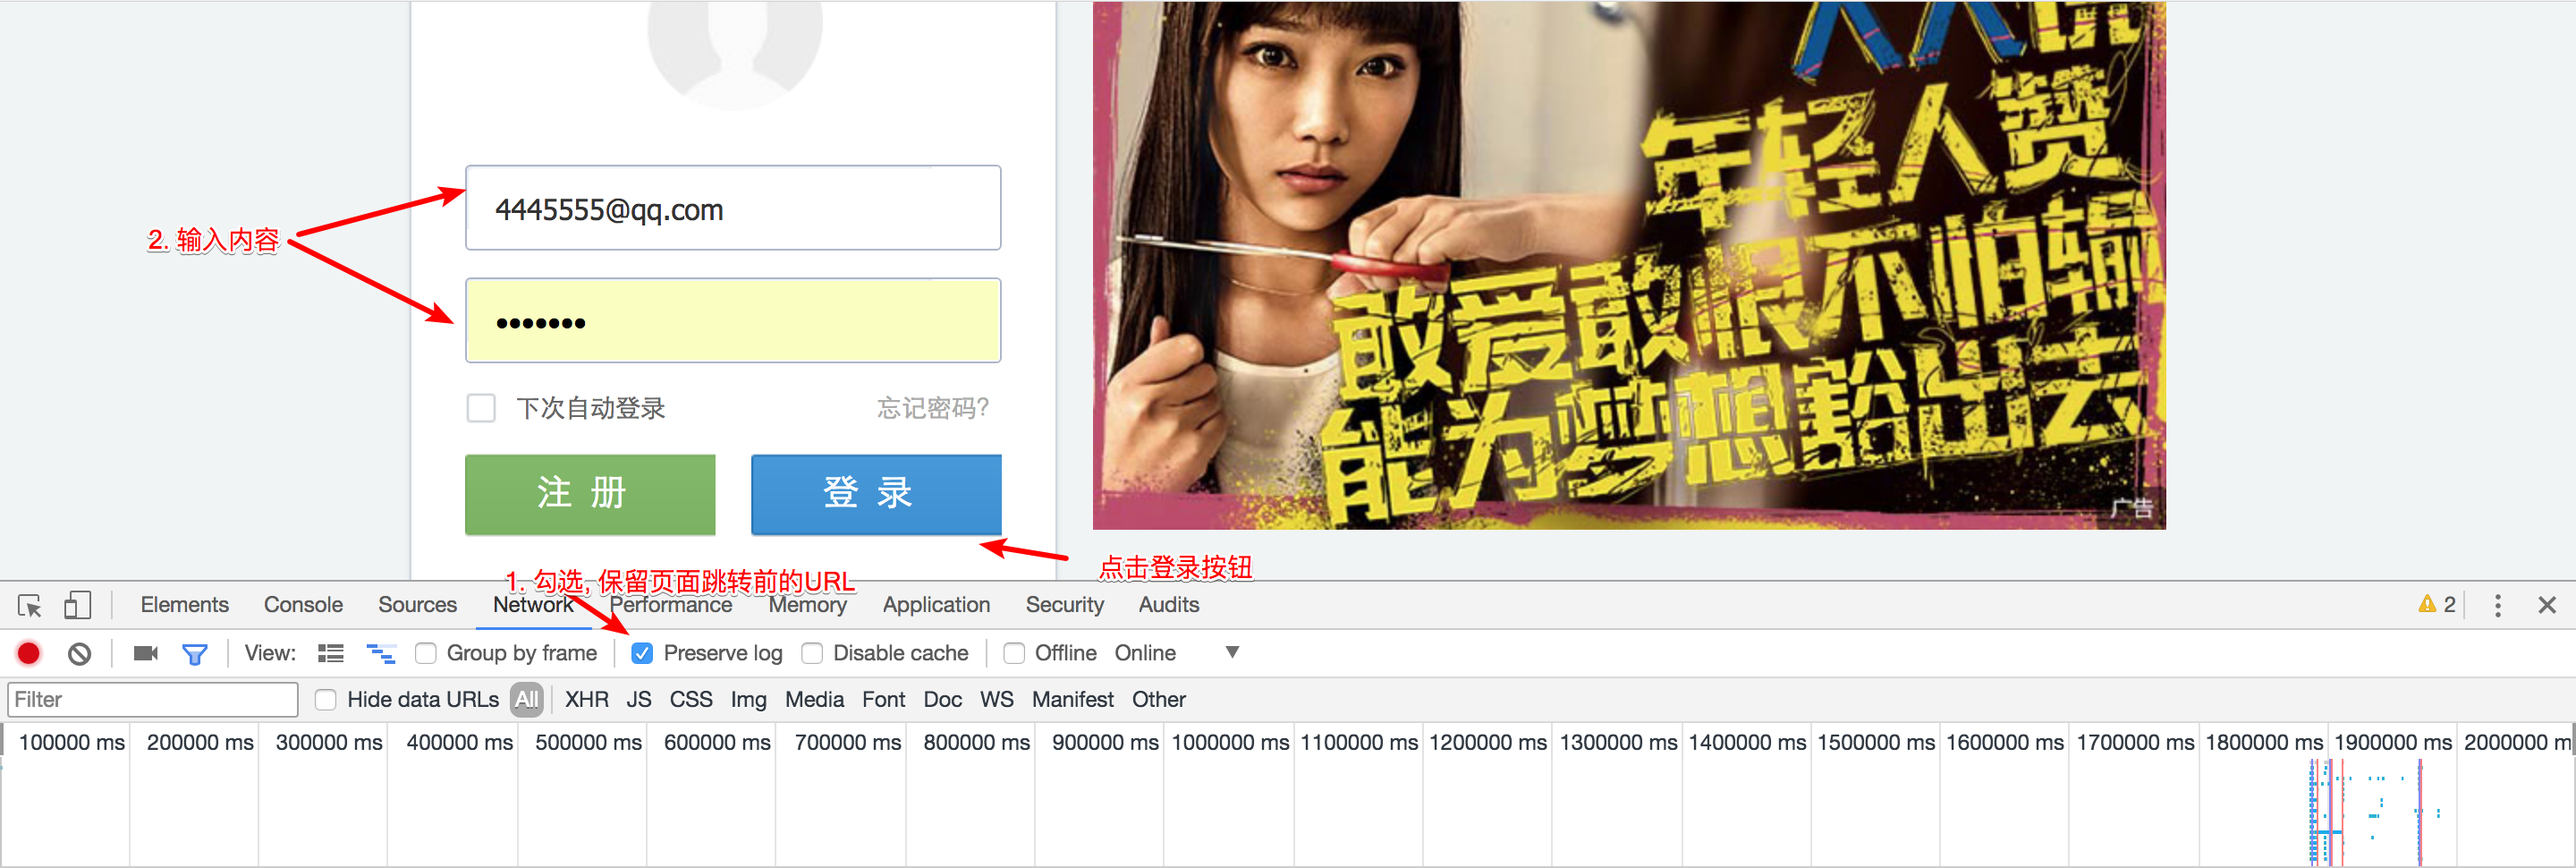 年轻人赞
敢爱敢恨不怕输
能为梦想豁出去
广告
4445555@qq.com
2. 输入内容
•••••••
下次自动登录
忘记密码?
注 册
登 录
点击登录按钮
1. 勾选, 保留页面跳转前的URL
Elements Console Sources Network Performance Memory Application Security Audits 2
View: Group by frame Preserve log Disable cache Offline Online
Filter Hide data URLs All XHR JS CSS Img Media Font Doc WS Manifest Other
100000 ms 200000 ms 300000 ms 400000 ms 500000 ms 600000 ms 700000 ms 800000 ms 900000 ms 1000000 ms 1100000 ms 1200000 ms 1300000 ms 1400000 ms 1500000 ms 1600000 ms 1700000 ms 1800000 ms 1900000 ms 2000000 m